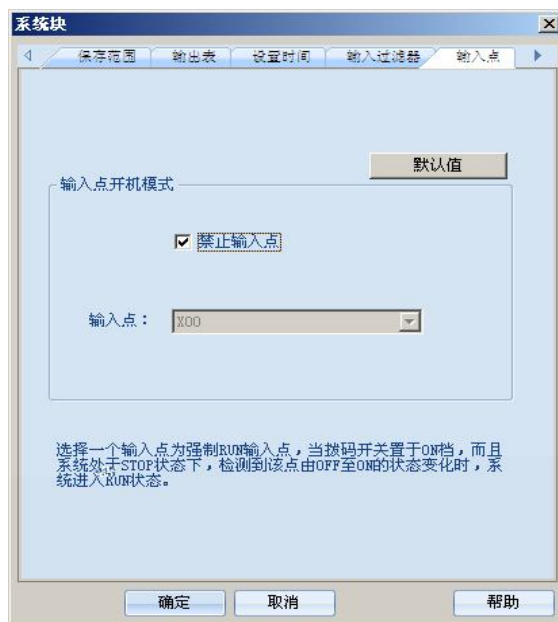 系统块
保存范围 输出表 设置时间 输入过滤器 输入点
默认值
输入点开机模式
禁止输入点
输入点： X00
选择一个输入点为强制RUN输入点，当拨码开关置于ON档，而且
系统处于STOP状态下，检测到该点由OFF至ON的状态变化时，系
统进入RUN状态。
确定 取消 帮助